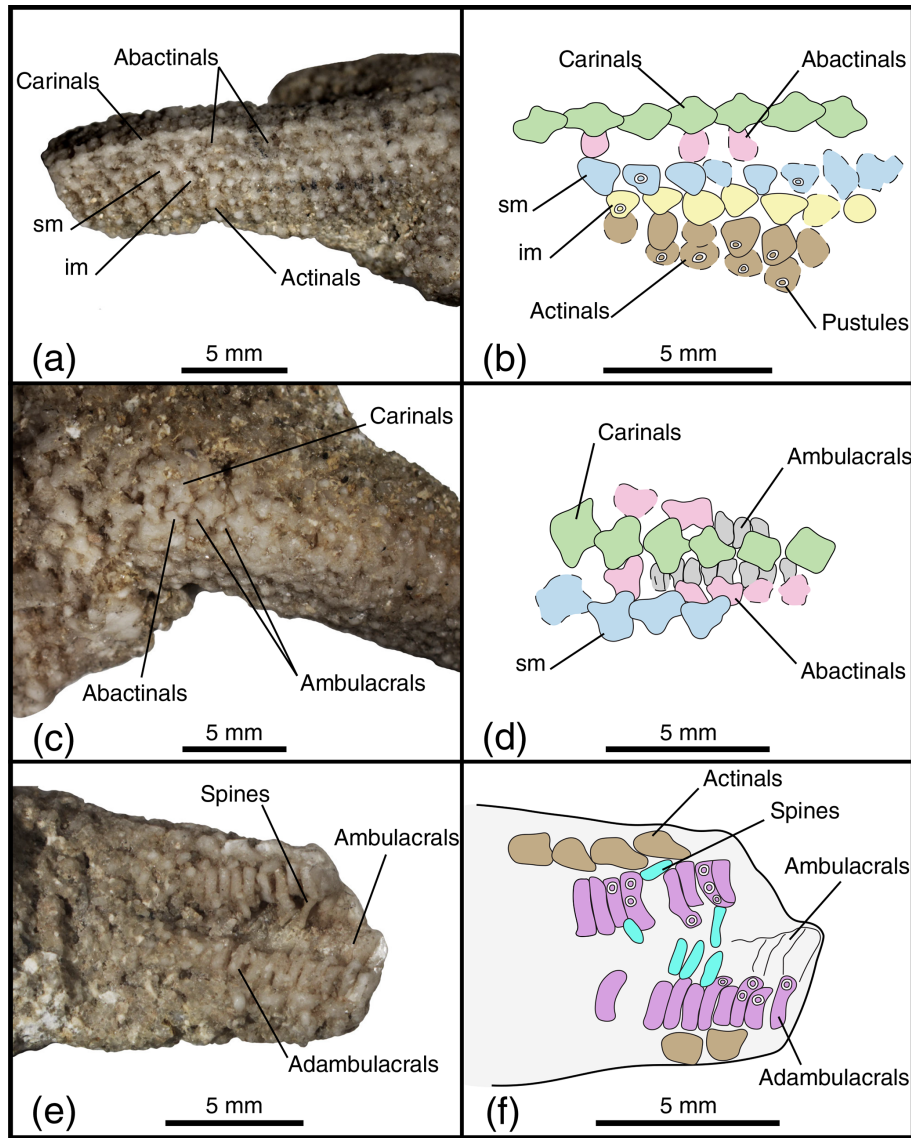 Abactinals
Carinals
sm
im
Actinals
(a)
5 mm
Carinals
Abactinals
sm
im
Actinals
Pustules
(b)
5 mm
Carinals
Abactinals
Ambulacrals
(c)
5 mm
Carinals
Ambulacrals
sm
Abactinals
(d)
5 mm
Spines
Ambulacrals
Adambulacrals
(e)
5 mm
Actinals
Spines
Ambulacrals
Adambulacrals
(f)
5 mm